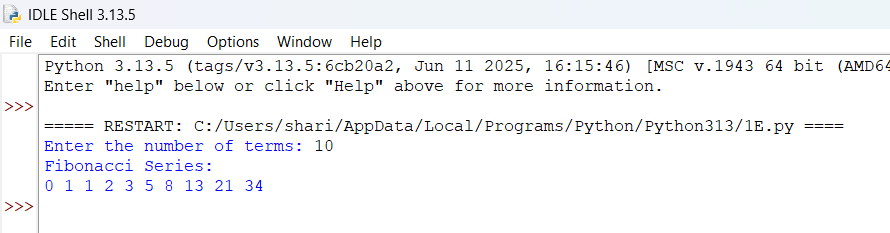 IDLE Shell 3.13.5
File Edit Shell Debug Options Window Help
Python 3.13.5 (tags/v3.13.5:6cb20a2, Jun 11 2025, 16:15:46) [MSC v.1943 64 bit (AMD64
Enter "help" below or click "Help" above for more information.
>>>
===== RESTART: C:/Users/shari/AppData/Local/Programs/Python/Python313/1E.py ====
Enter the number of terms: 10
Fibonacci Series:
0 1 1 2 3 5 8 13 21 34
>>>